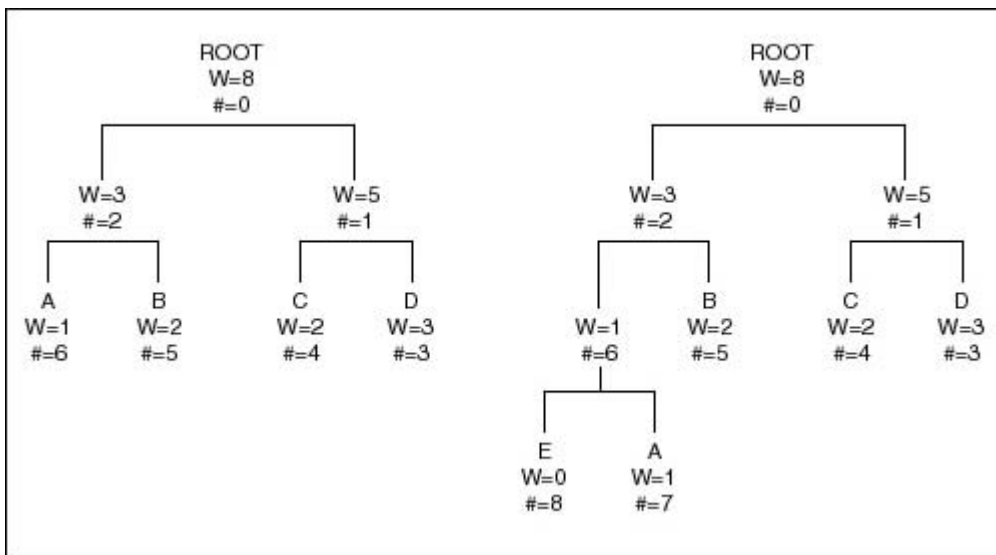 ROOT
W=8
#=0
W=3
#=2
W=5
#=1
A
W=1
#=6
B
W=2
#=5
C
W=2
#=4
D
W=3
#=3
ROOT
W=8
#=0
W=3
#=2
W=5
#=1
W=1
#=6
B
W=2
#=5
C
W=2
#=4
D
W=3
#=3
E
W=0
#=8
A
W=1
#=7